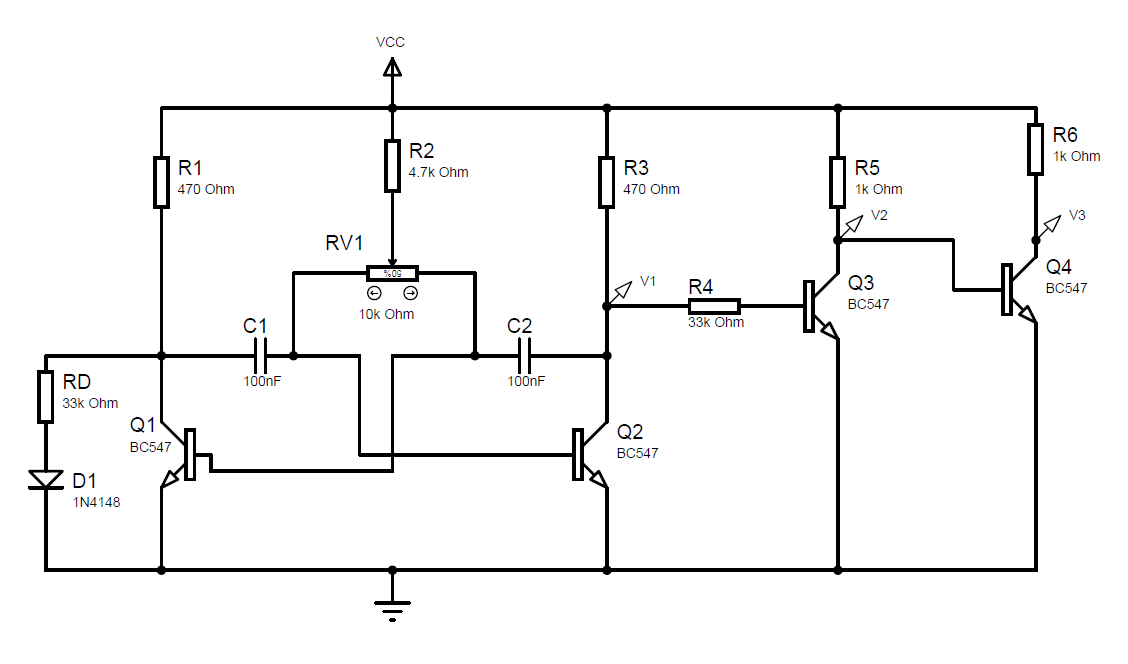 VCC
R1
470 Ohm
R2
4.7k Ohm
R3
470 Ohm
R5
1k Ohm
R6
1k Ohm
V2
V3
RV1
50%
10k Ohm
V1
R4
33k Ohm
Q3
BC547
Q4
BC547
C1
100nF
C2
100nF
RD
33k Ohm
Q1
BC547
Q2
BC547
D1
1N4148